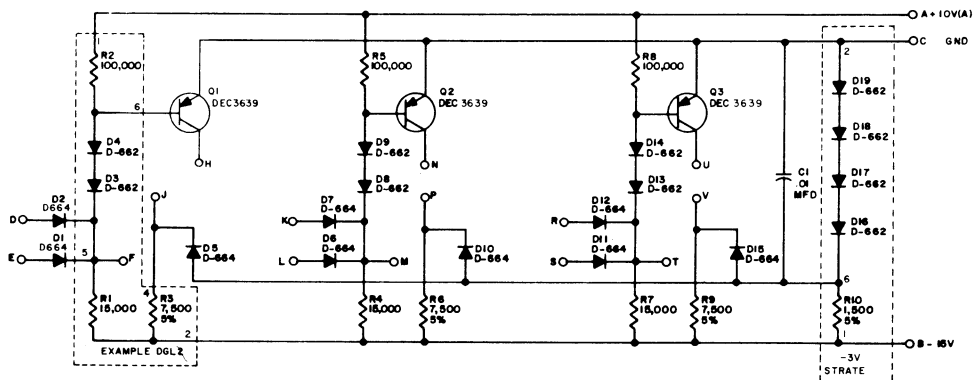 A+10V(A)
C GND
R2
100,000
6
Q1
DEC3639
D4
D-662
D3
D-662
D2
D664
D
D1
D664
E
5
F
R1
15,000
H
J
D5
D-664
4
R3
7,500
5%
2
EXAMPLE DGL2
R5
100,000
Q2
DEC 3639
D9
D-662
D8
D-662
N
P
D7
D-664
K
D6
D-664
L
M
D10
D-664
R4
15,000
R6
7,500
5%
R8
100,000
Q3
DEC 3639
D14
D-662
D13
D-662
U
V
D12
D-664
R
D11
D-664
S
T
D15
D-664
R7
15,000
R9
7,500
5%
C1
.01
MFD
2
D19
D-662
D18
D-662
D17
D-662
D16
D-662
6
R10
1,500
5%
1
B-15V
-3V
STRATE